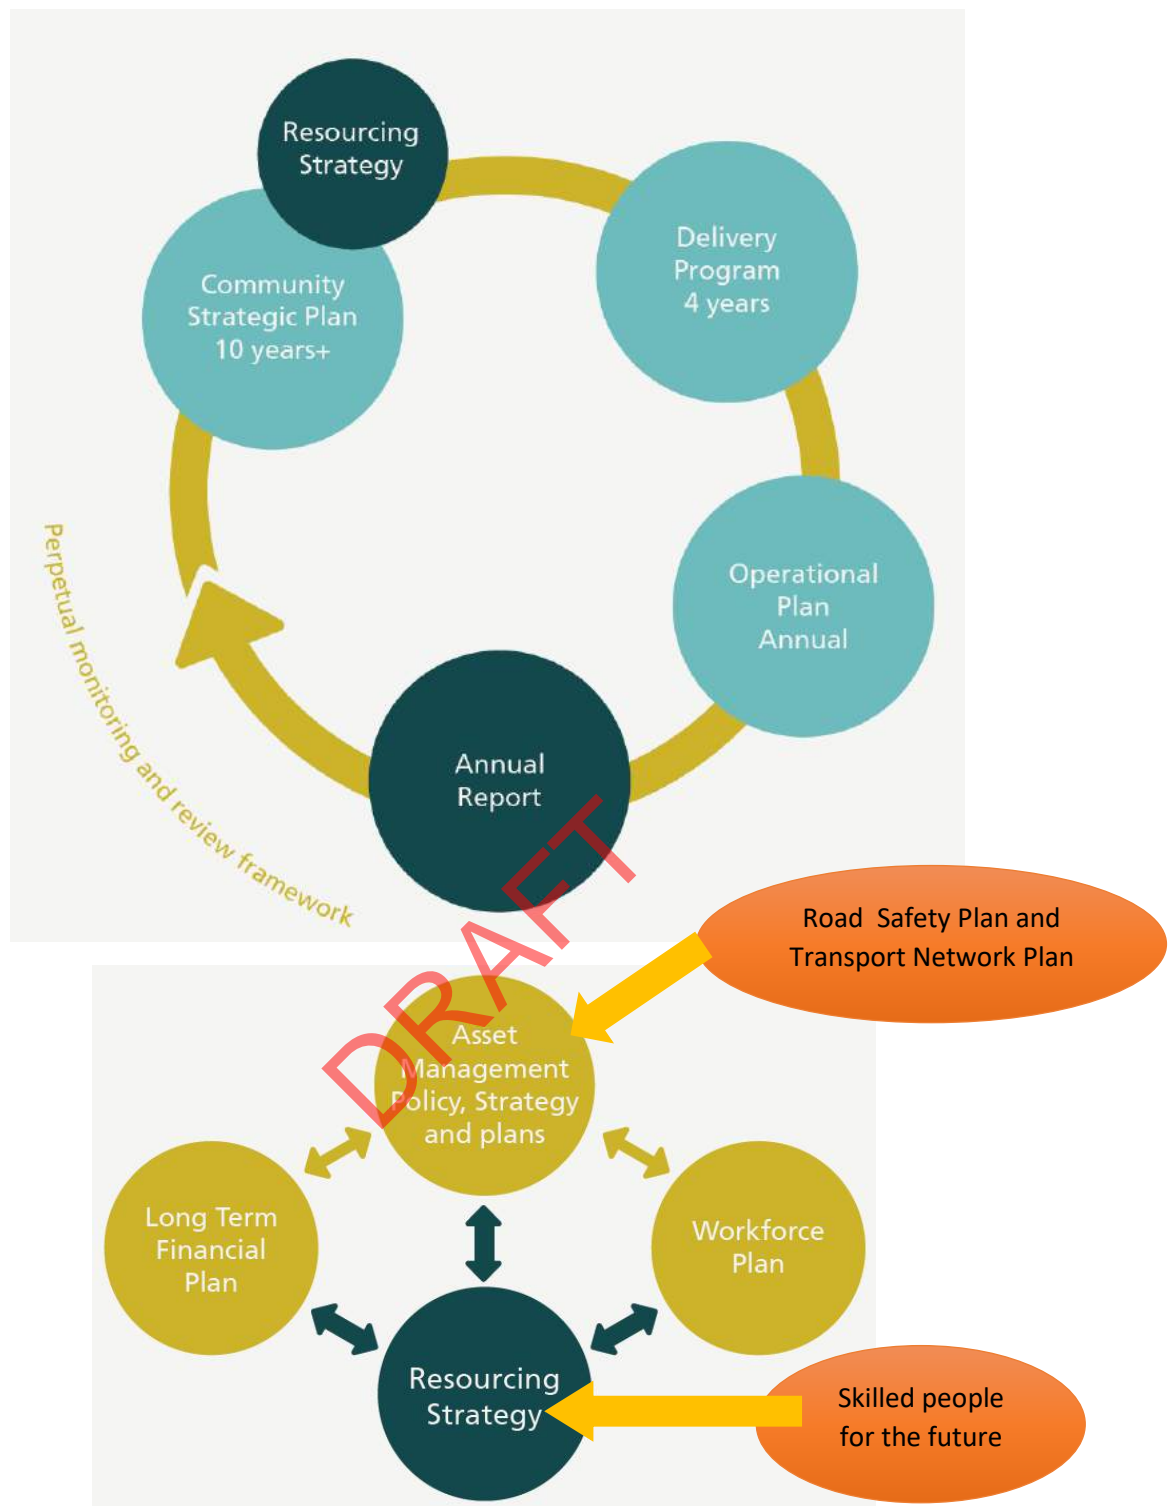 Resourcing
Strategy
Community
Strategic Plan
10 years+
Delivery
Program
4 years
Operational
Plan
Annual
Annual
Report
Perpetual monitoring and review framework
DRAFT
Road Safety Plan and
Transport Network Plan
Asset
Management
Policy, Strategy
and plans
Long Term
Financial
Plan
Workforce
Plan
Resourcing
Strategy
Skilled people
for the future